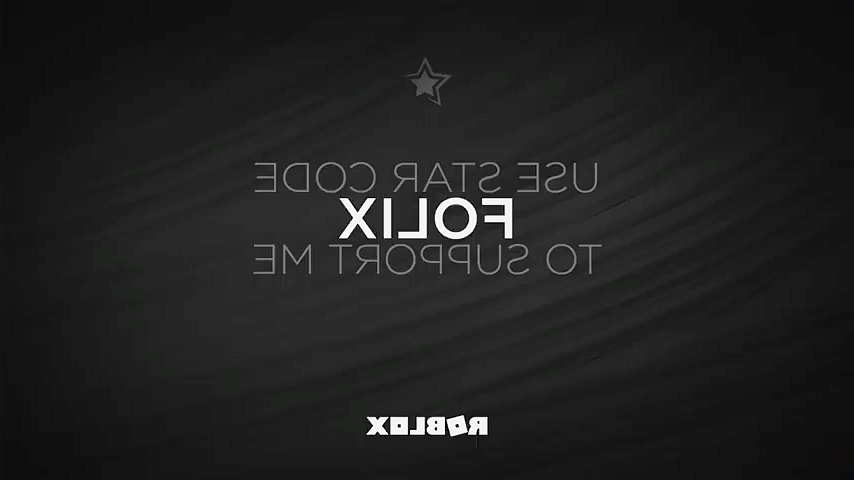 USE STAR CODE
FOLIX
TO SUPPORT ME
ROBLOX